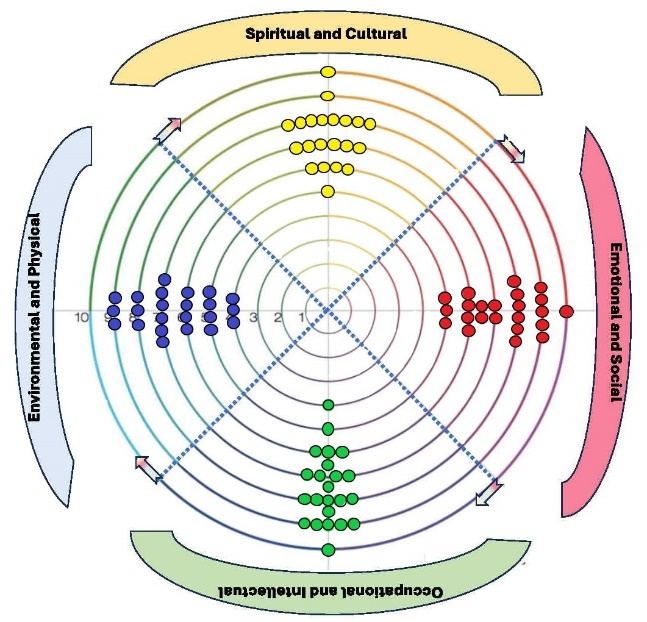 Spiritual and Cultural
Environmental and Physical
Emotional and Social
10 9 8 7 6 5 3 2 1
Occupational and Intellectual